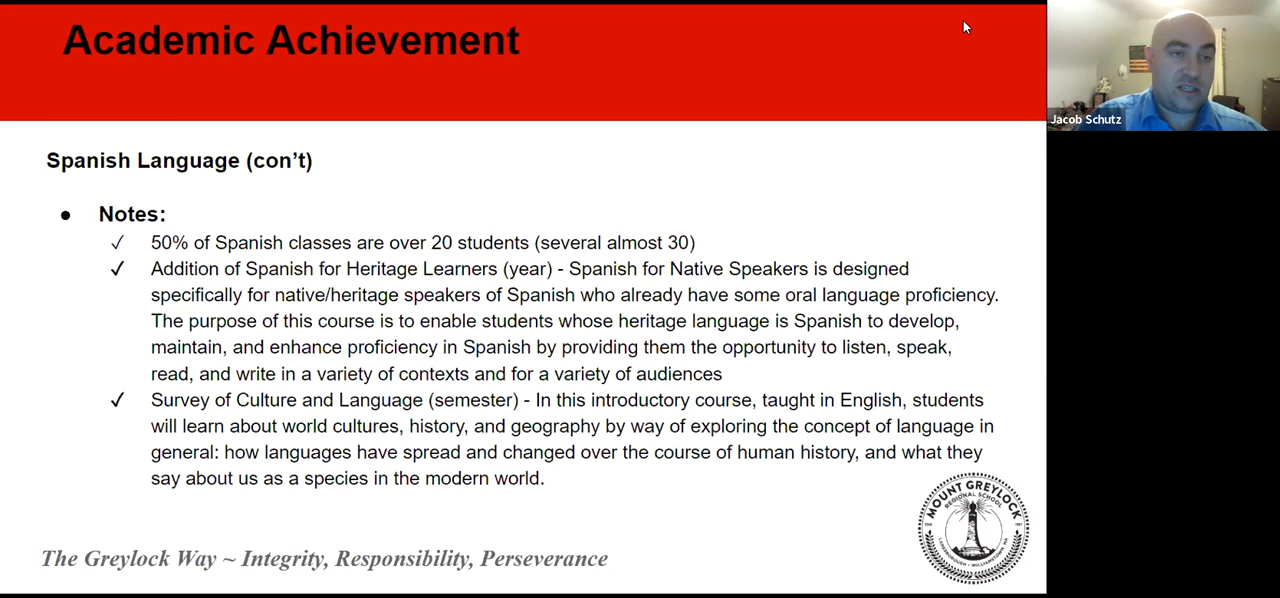 Academic Achievement
Jacob Schutz
Spanish Language (con’t)
● Notes:
✓ 50% of Spanish classes are over 20 students (several almost 30)
✓ Addition of Spanish for Heritage Learners (year) - Spanish for Native Speakers is designed
specifically for native/heritage speakers of Spanish who already have some oral language proficiency.
The purpose of this course is to enable students whose heritage language is Spanish to develop,
maintain, and enhance proficiency in Spanish by providing them the opportunity to listen, speak,
read, and write in a variety of contexts and for a variety of audiences
✓ Survey of Culture and Language (semester) - In this introductory course, taught in English, students
will learn about world cultures, history, and geography by way of exploring the concept of language in
general: how languages have spread and changed over the course of human history, and what they
say about us as a species in the modern world.
MOUNT GREYLOCK
REGIONAL SCHOOL
LANESBOROUGH • WILLIAMSTOWN, MA
The Greylock Way ~ Integrity, Responsibility, Perseverance